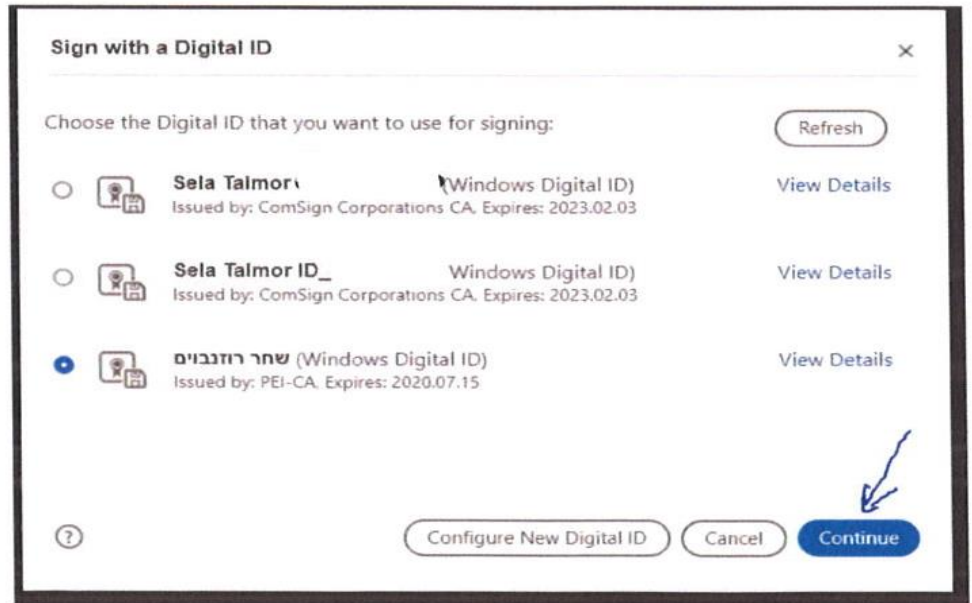 Sign with a Digital ID
Choose the Digital ID that you want to use for signing:
Refresh
Sela Talmor (Windows Digital ID)
View Details
Issued by: ComSign Corporations CA, Expires: 2023.02.03
Sela Talmor ID_ Windows Digital ID)
View Details
Issued by: ComSign Corporations CA, Expires: 2023.02.03
שחר רוזנבוים (Windows Digital ID)
View Details
Issued by: PEI-CA, Expires: 2020.07.15
?
Configure New Digital ID
Cancel
Continue